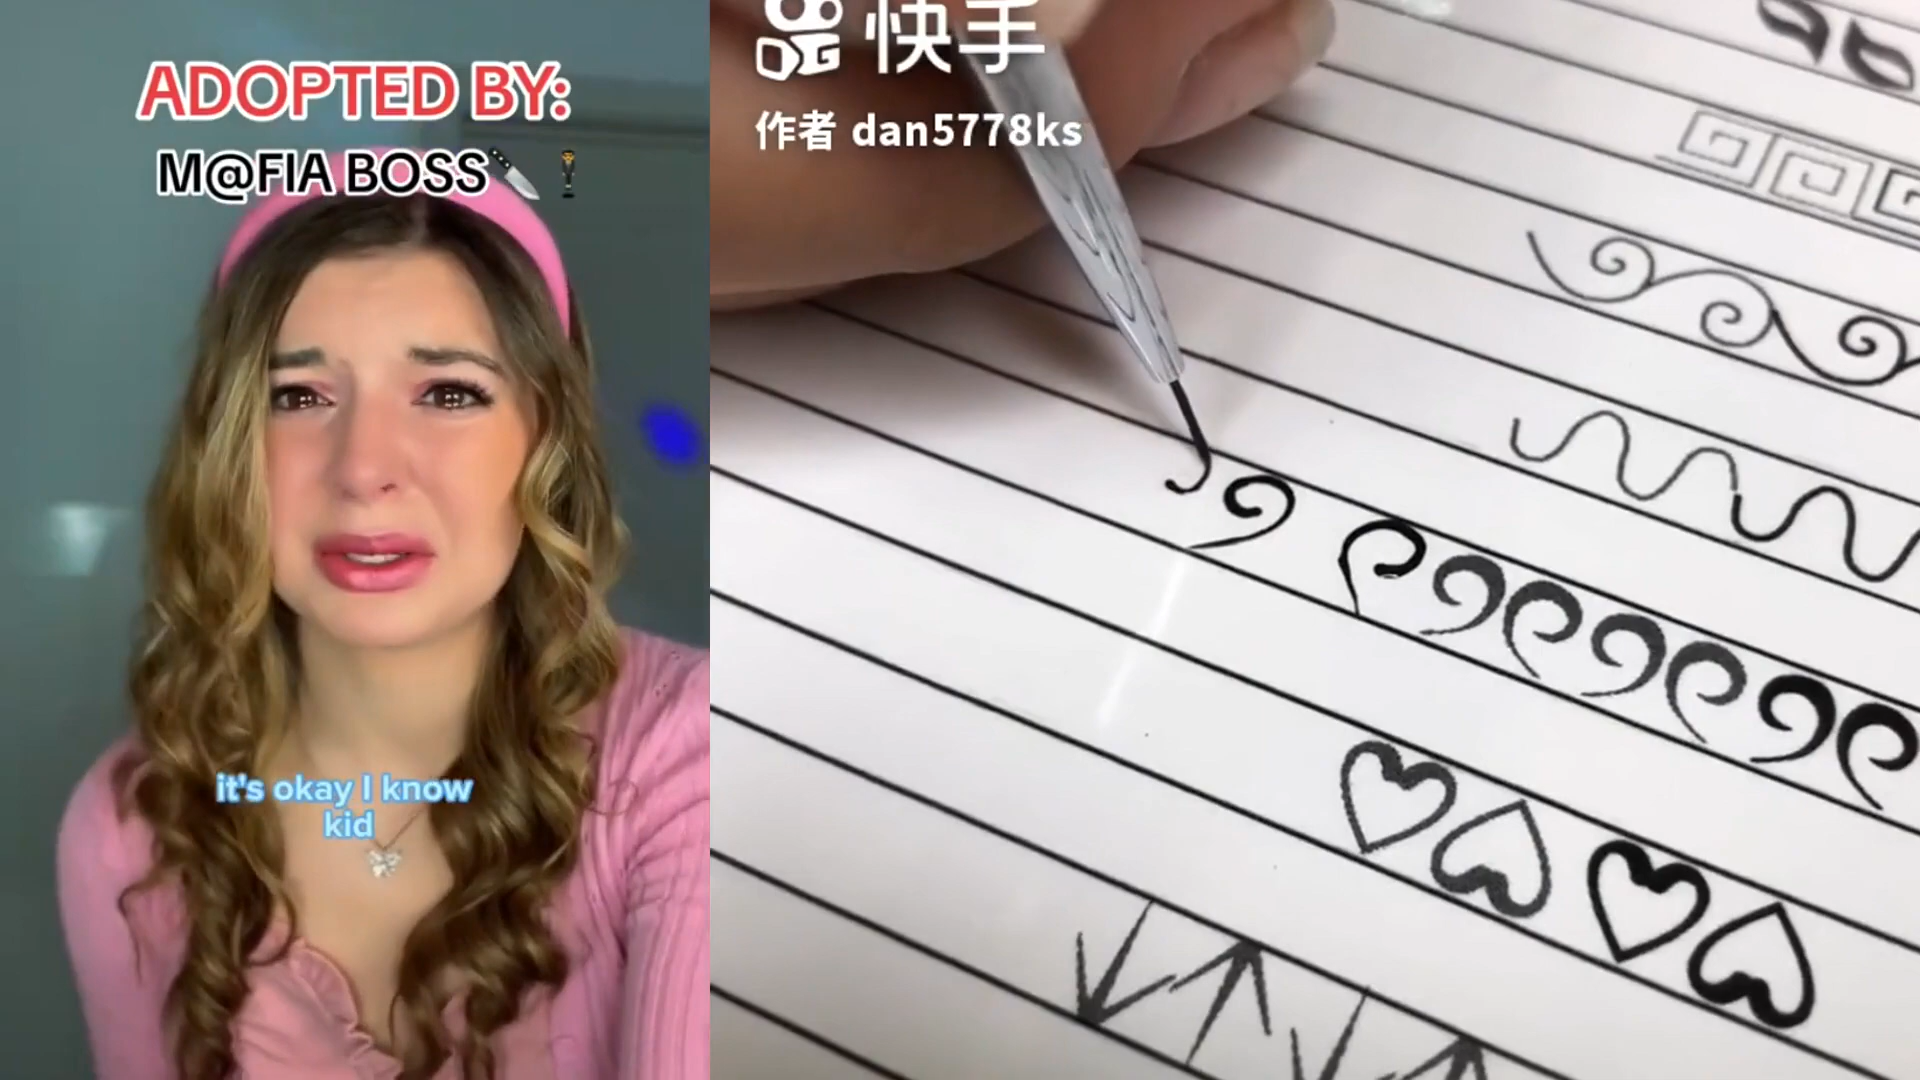 ADOPTED BY:
M@FIA BOSS
it's okay I know
kid
快手
作者 dan5778ks